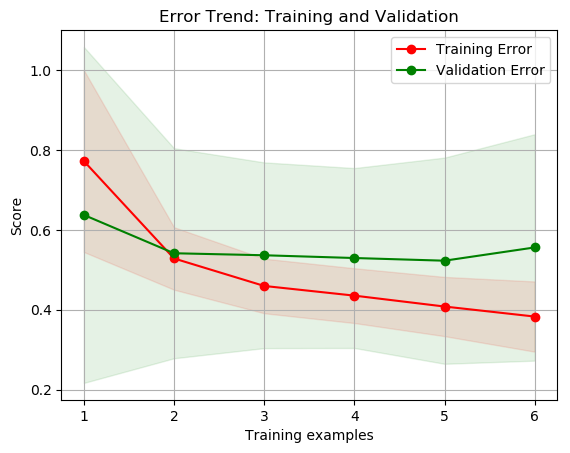 Error Trend: Training and Validation
Training Error
Validation Error
1.0
0.8
0.6
0.4
0.2
Score
1 2 3 4 5 6
Training examples